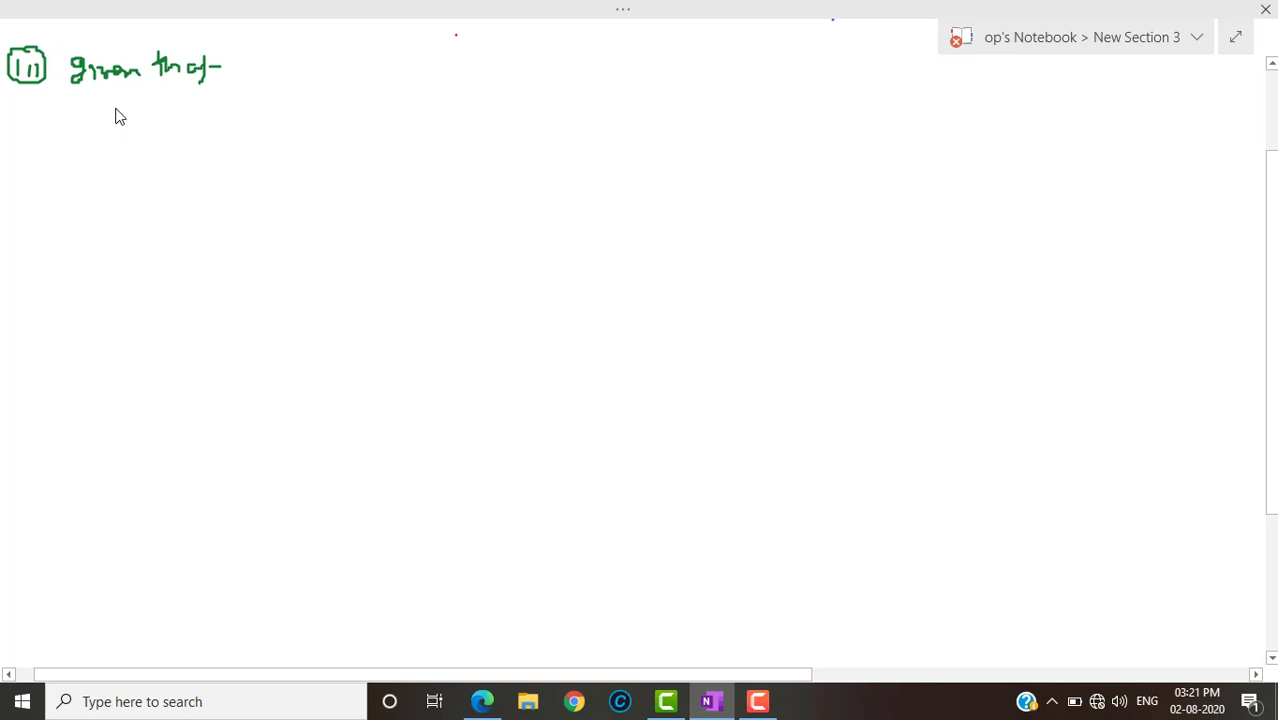 op's Notebook > New Section 3
(iii) given that
Type here to search
ENG
03:21 PM
02-08-2020